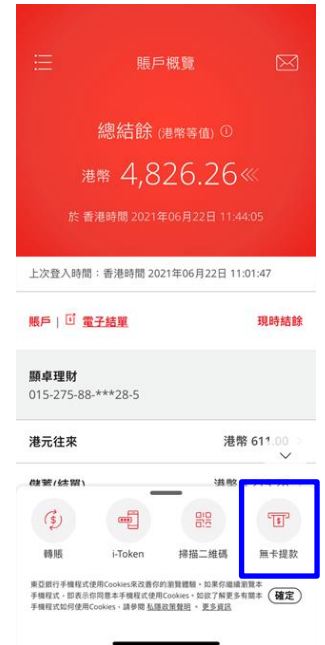 賬戶概覽
總結餘 (港幣等值)
港幣 4,826.26
於 香港時間 2021年06月22日 11:44:05
上次登入時間：香港時間 2021年06月22日 11:01:47
賬戶 | 電子結單 現時結餘
顯卓理財
015-275-88-***28-5
港元往來 港幣 611.00
儲蓄(結單) 港幣
轉賬 i-Token 掃描二維碼 無卡提款
東亞銀行手機程式使用Cookies來改善你的瀏覽體驗。如果你繼續瀏覽本
手機程式，即表示你同意本手機程式使用Cookies。如欲了解更多有關本
手機程式如何使用Cookies，請參閱 私隱政策聲明 。 更多資訊
確定